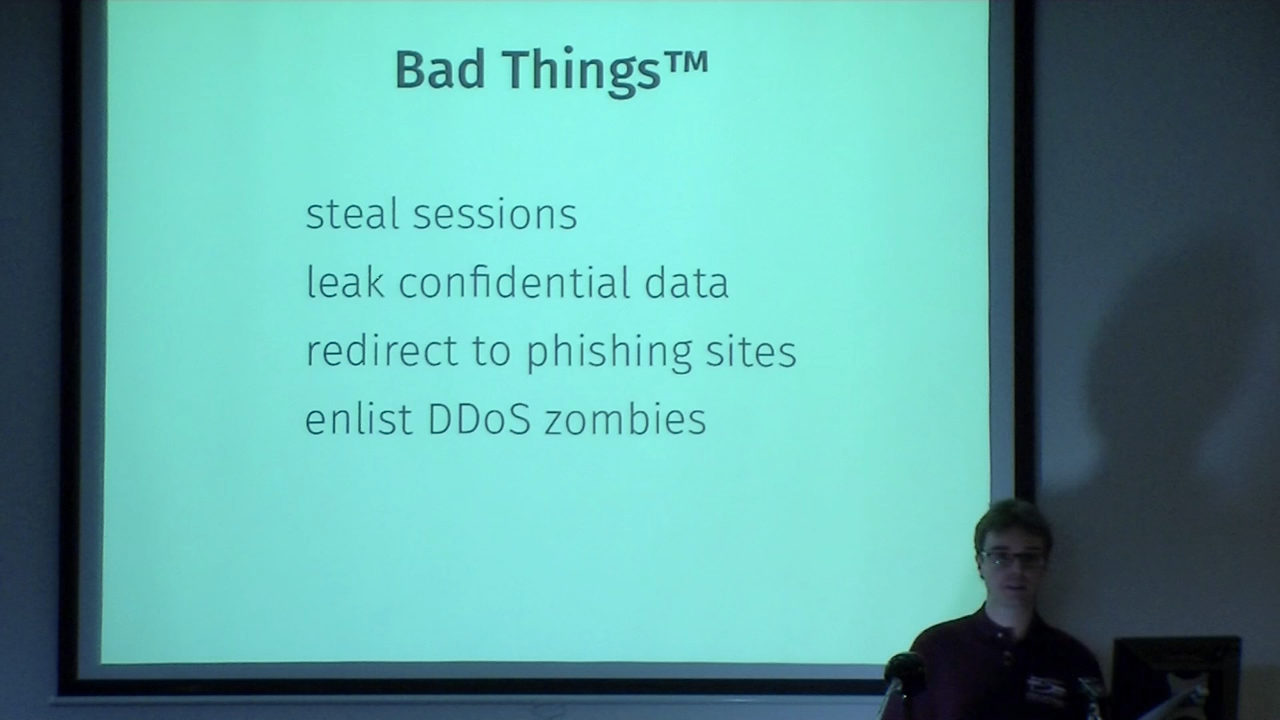 Bad Things™
steal sessions
leak confidential data
redirect to phishing sites
enlist DDoS zombies